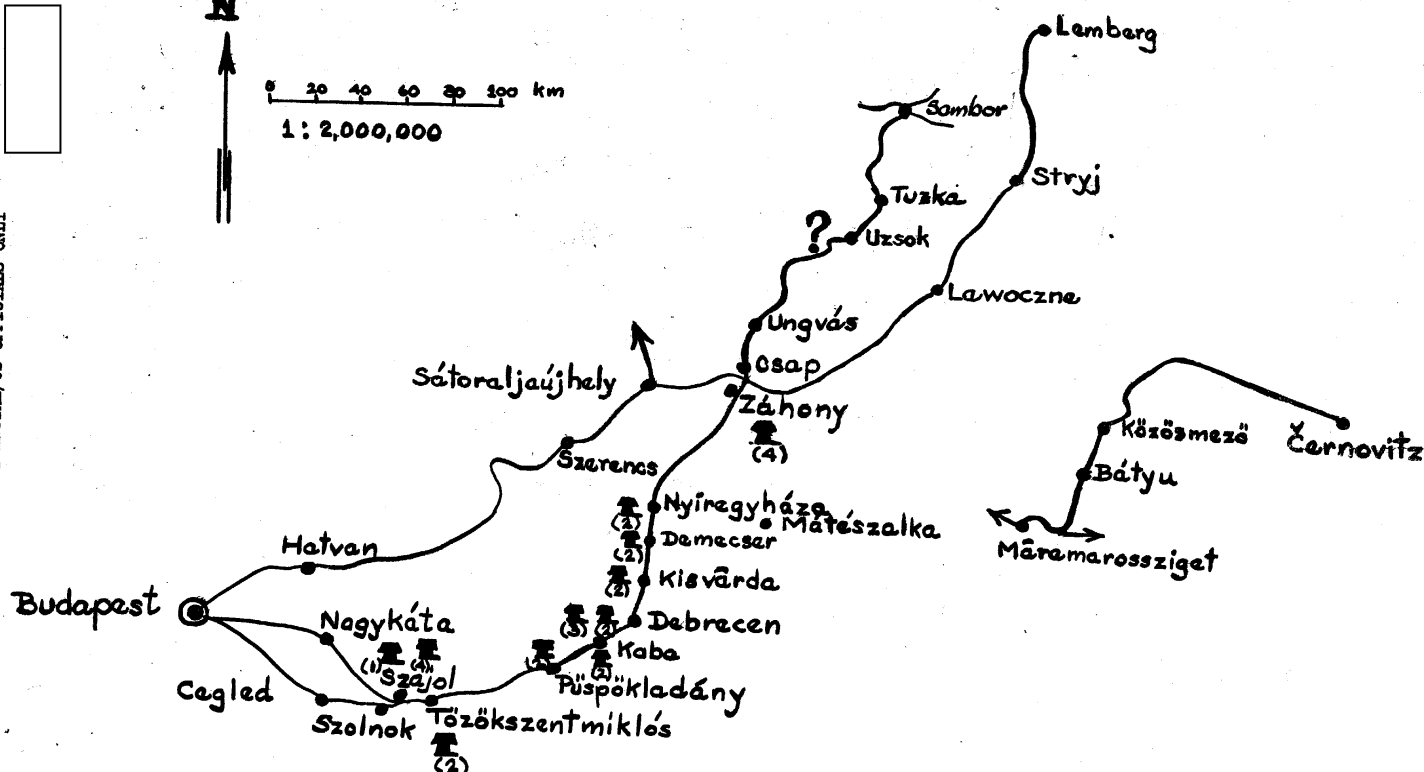 N
0 20 40 60 80 100 km
1 : 2,000,000
Lemberg
Sambor
Stryj
Tuzka
?
Uzsok
Lawoczne
Ungvás
Csap
Sátoraljaújhely
Záhony
(4)
Közösmező
Černovitz
Szerencs
Bátyu
Nyíregyháza
(2)
Mátészalka
Demecser
(2)
Máramarossziget
Hatvan
Kisvárda
(2)
Budapest
Nagykáta
Debrecen
(3) (2)
Kaba
(2)
(1) (4)
Szajol
Püspökladány
Cegled
Szolnok
Tözökszentmiklós
(2)